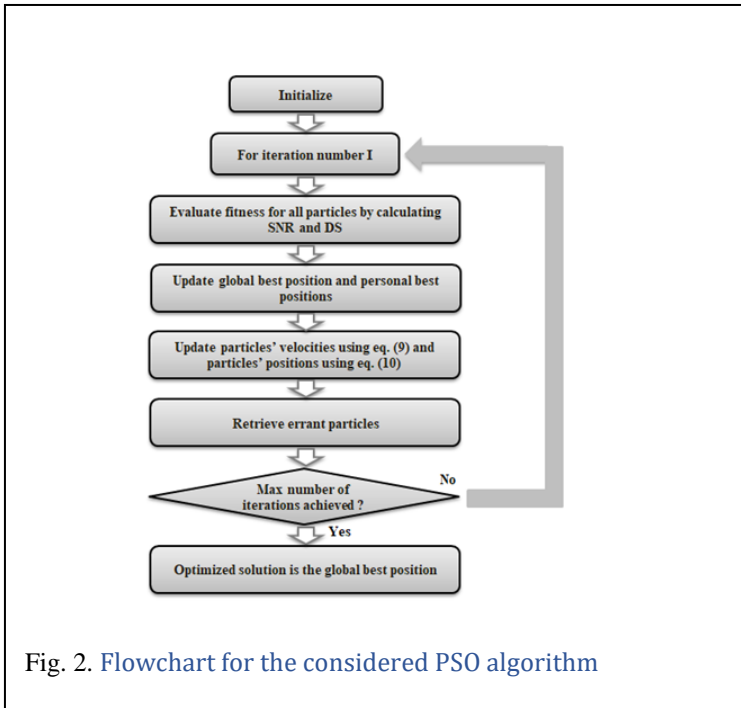 Initialize
For iteration number I
Evaluate fitness for all particles by calculating
SNR and DS
Update global best position and personal best
positions
Update particles' velocities using eq. (9) and
particles' positions using eq. (10)
Retrieve errant particles
Max number of
iterations achieved ?
No
Yes
Optimized solution is the global best position
Fig. 2. Flowchart for the considered PSO algorithm